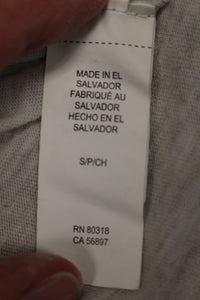 MADE IN EL
SALVADOR
FABRIQUÉ AU
SALVADOR
HECHO EN EL
SALVADOR
S/P/CH
RN 80318
CA 56897